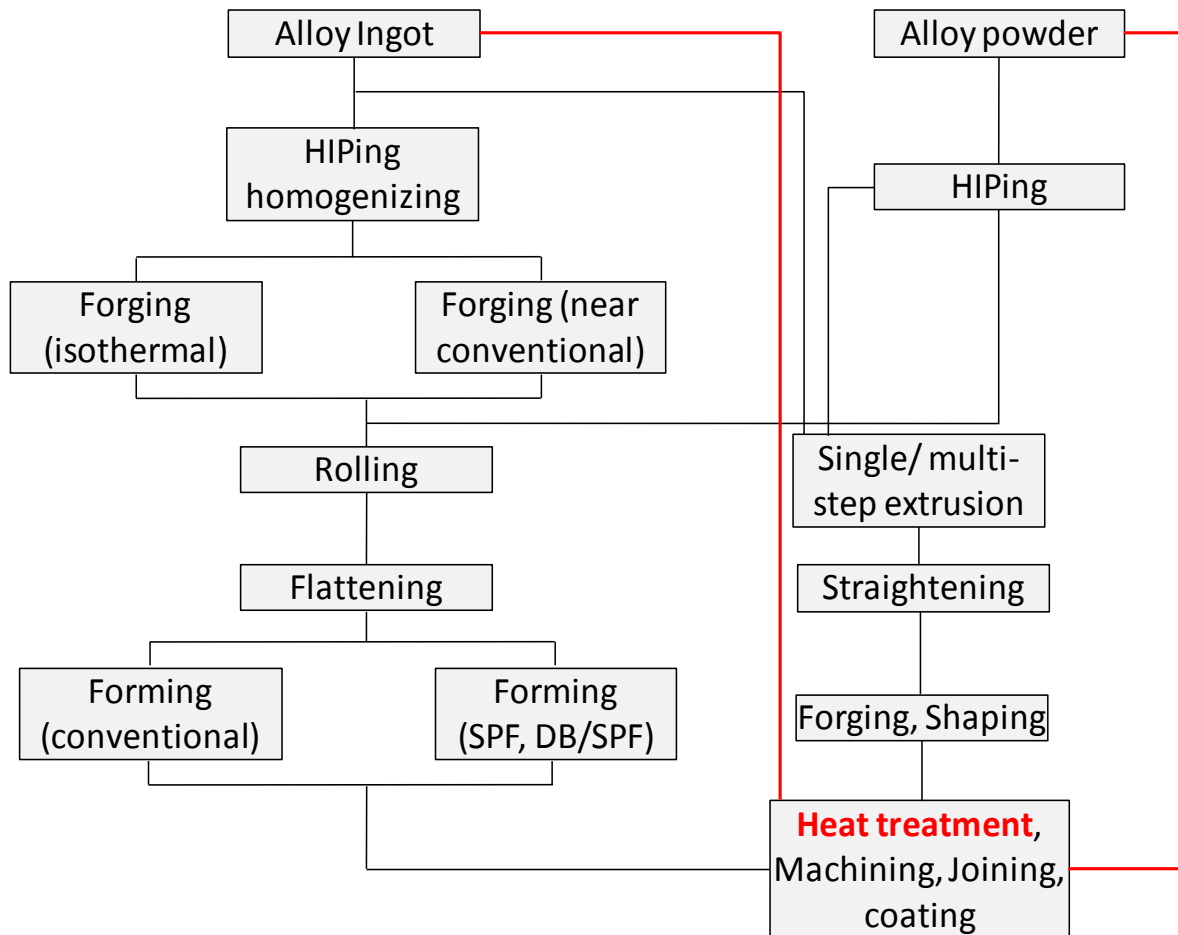 Alloy Ingot
Alloy powder
HIPing
homogenizing
HIPing
Forging
(isothermal)
Forging (near
conventional)
Rolling
Single/ multi-
step extrusion
Flattening
Straightening
Forming
(conventional)
Forming
(SPF, DB/SPF)
Forging, Shaping
Heat treatment,
Machining, Joining,
coating